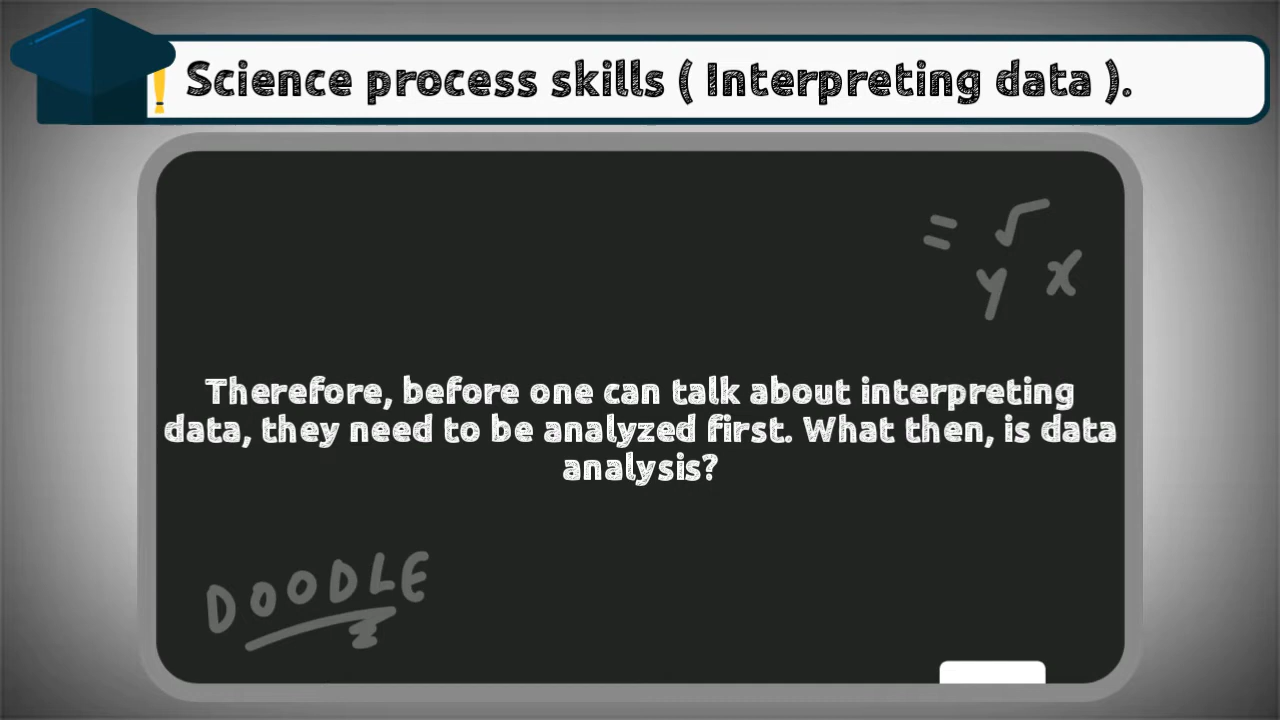 Science process skills ( Interpreting data ).
= √
y x
Therefore, before one can talk about interpreting
data, they need to be analyzed first. What then, is data
analysis?
DOODLE